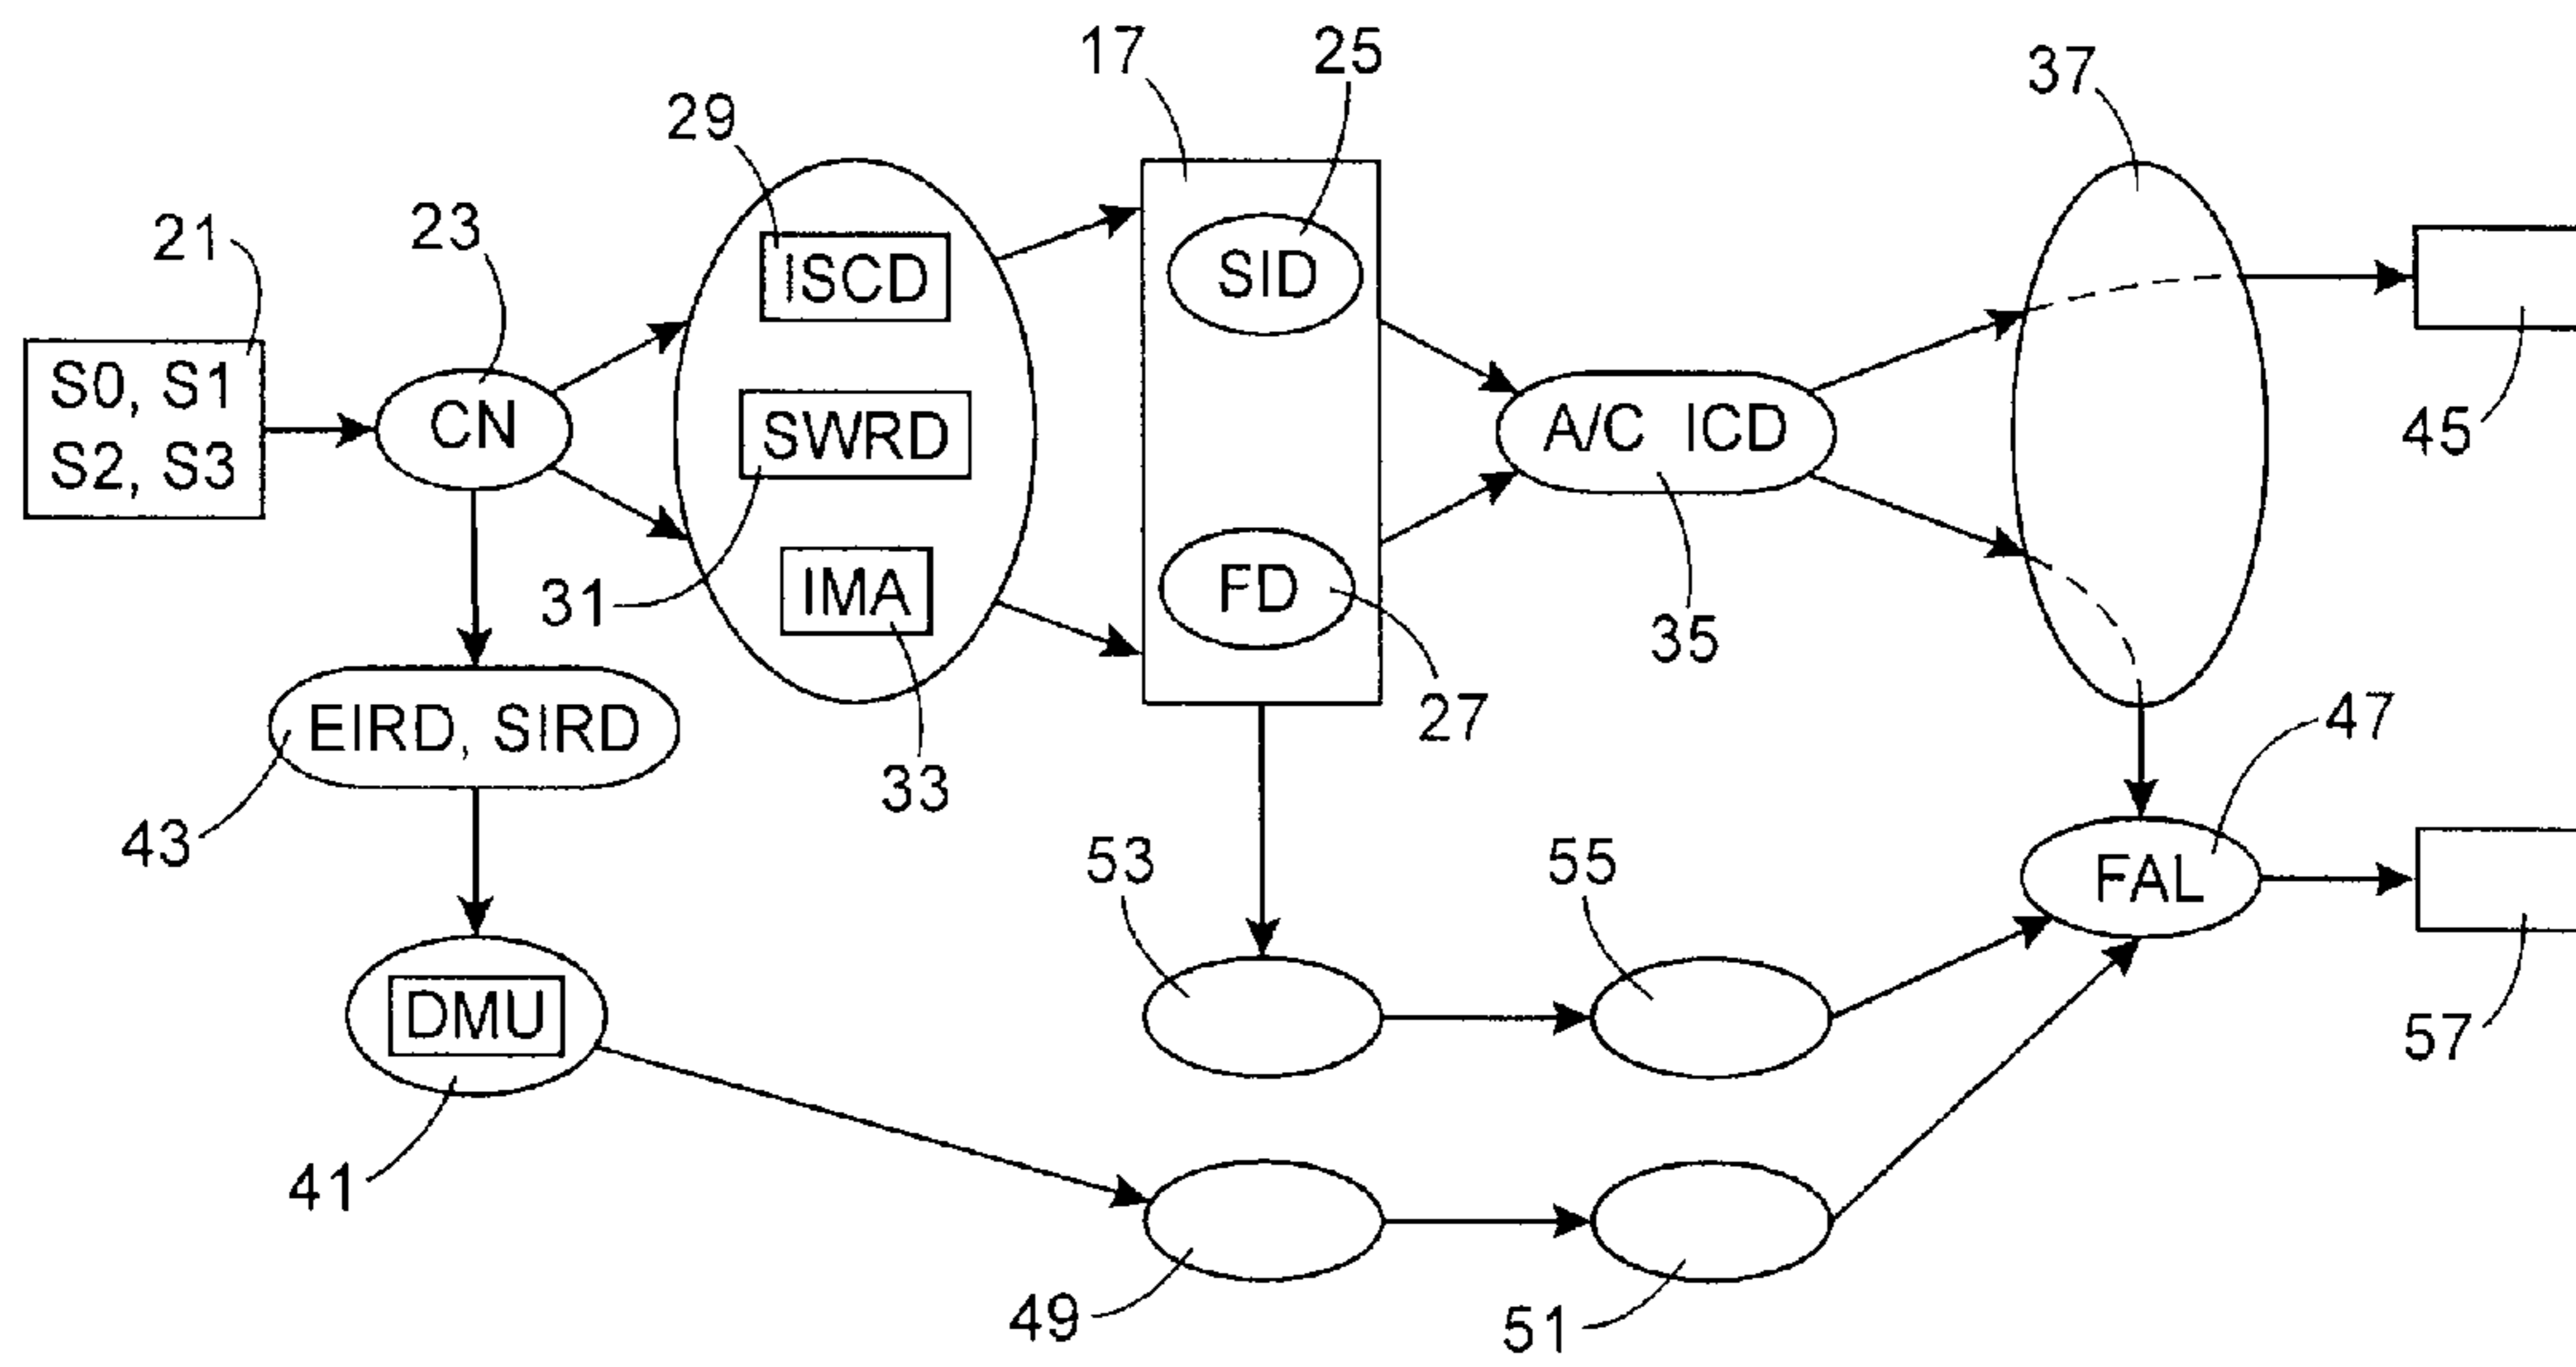 17
25
37
29
21
23
ISCD
SID
S0, S1
S2, S3
CN
SWRD
A/C ICD
45
31
IMA
FD
35
EIRD, SIRD
33
27
47
43
53
55
FAL
DMU
57
41
49
51